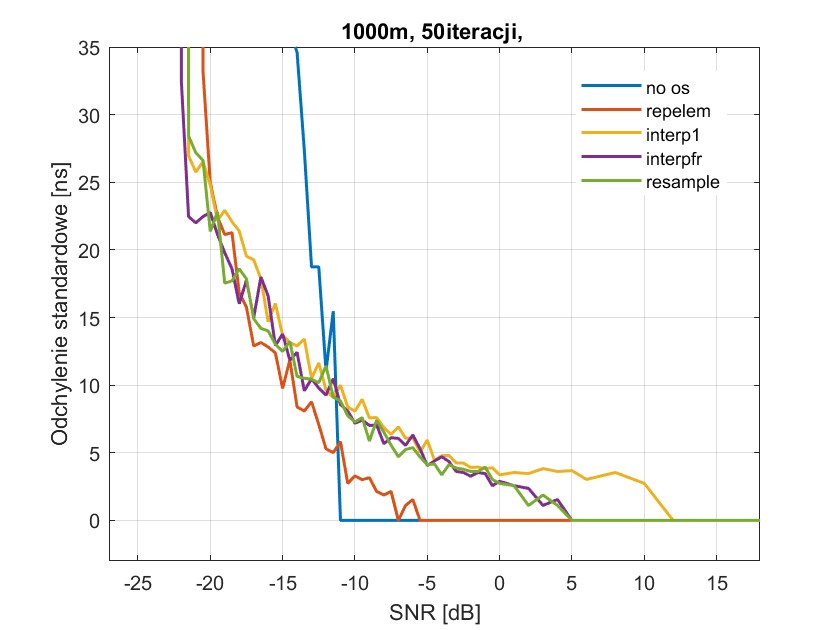 1000m, 50iteracji,
Odchylenie standardowe [ns]
35
30
25
20
15
10
5
0
no os
repelem
interp1
interpfr
resample
-25 -20 -15 -10 -5 0 5 10 15
SNR [dB]